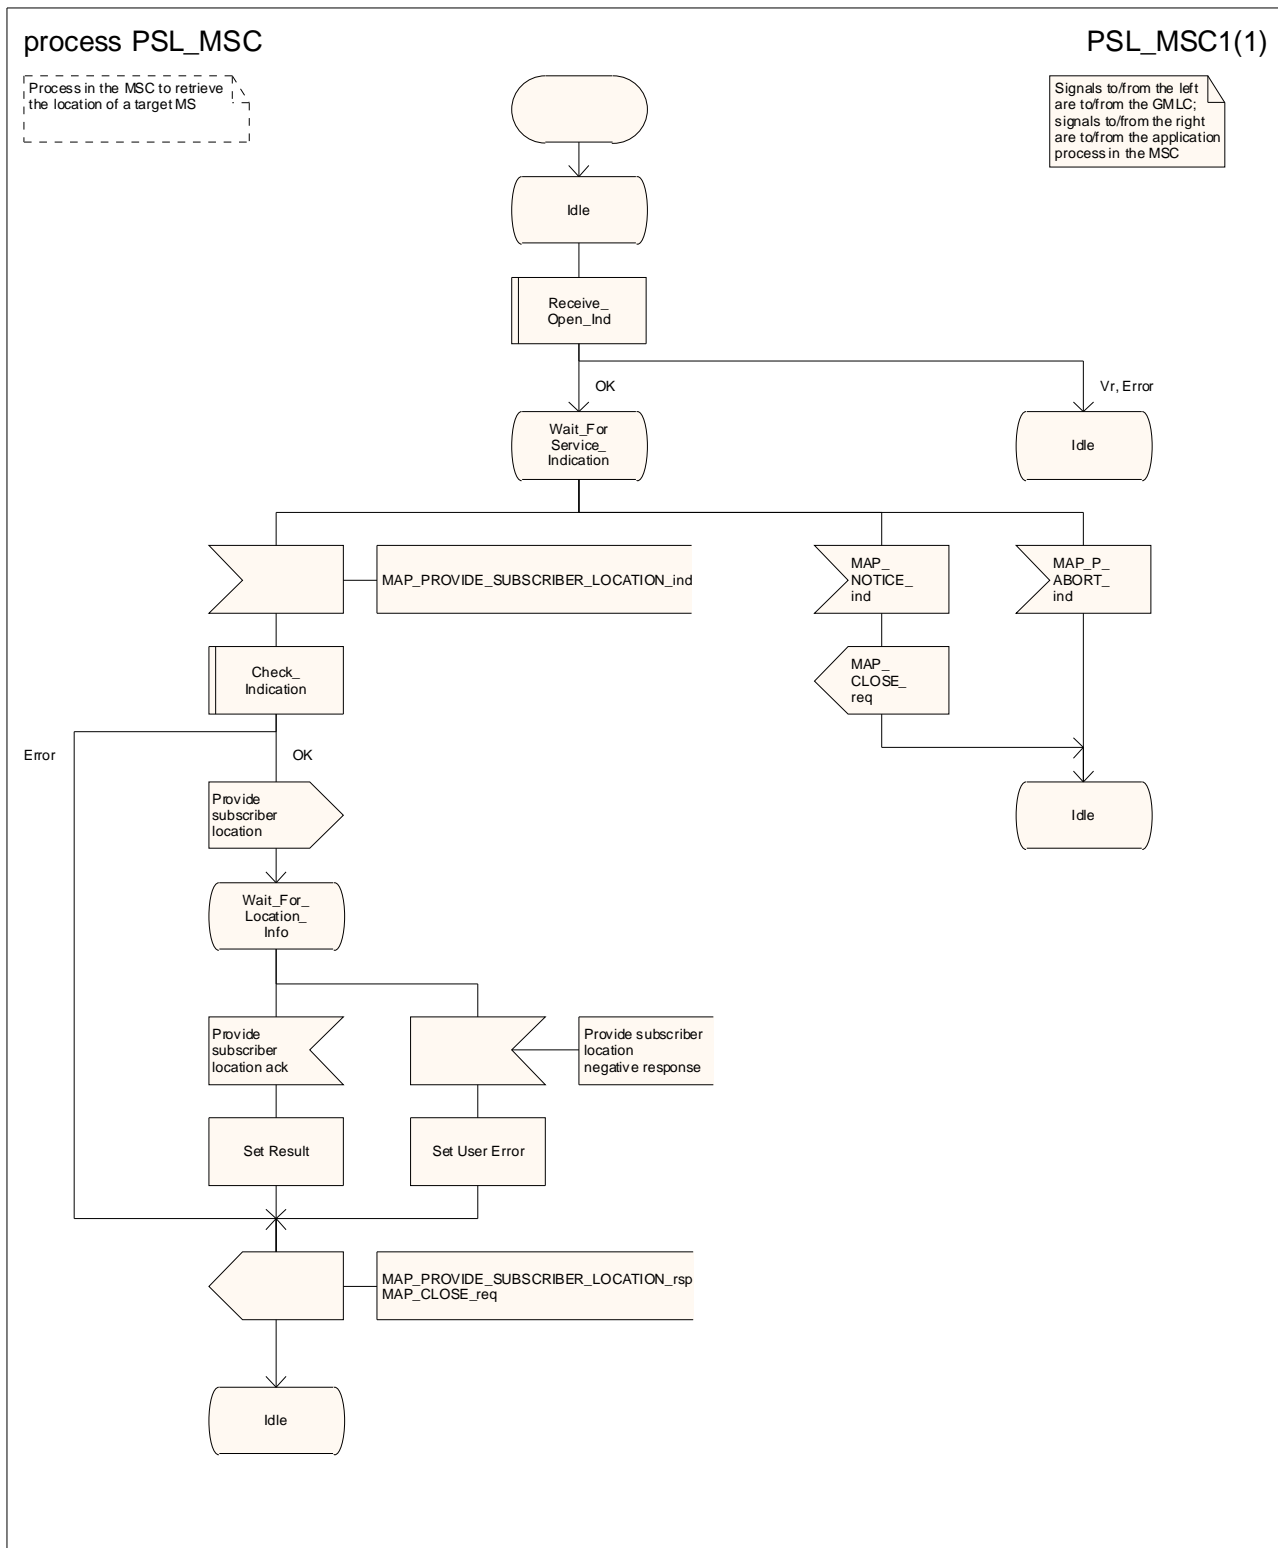 process PSL_MSC
PSL_MSC1(1)
Process in the MSC to retrieve
the location of a target MS
Signals to/from the left
are to/from the GMLC;
signals to/from the right
are to/from the application
process in the MSC
Idle
Receive_
Open_Ind
OK
Vr, Error
Wait_For
Service_
Indication
Idle
MAP_PROVIDE_SUBSCRIBER_LOCATION_ind
MAP_
NOTICE_
ind
MAP_P_
ABORT_
ind
Check_
Indication
MAP_
CLOSE_
req
Error
OK
Provide
subscriber
location
Idle
Wait_For_
Location_
Info
Provide
subscriber
location ack
Provide subscriber
location
negative response
Set Result
Set User Error
MAP_PROVIDE_SUBSCRIBER_LOCATION_rsp
MAP_CLOSE_req
Idle